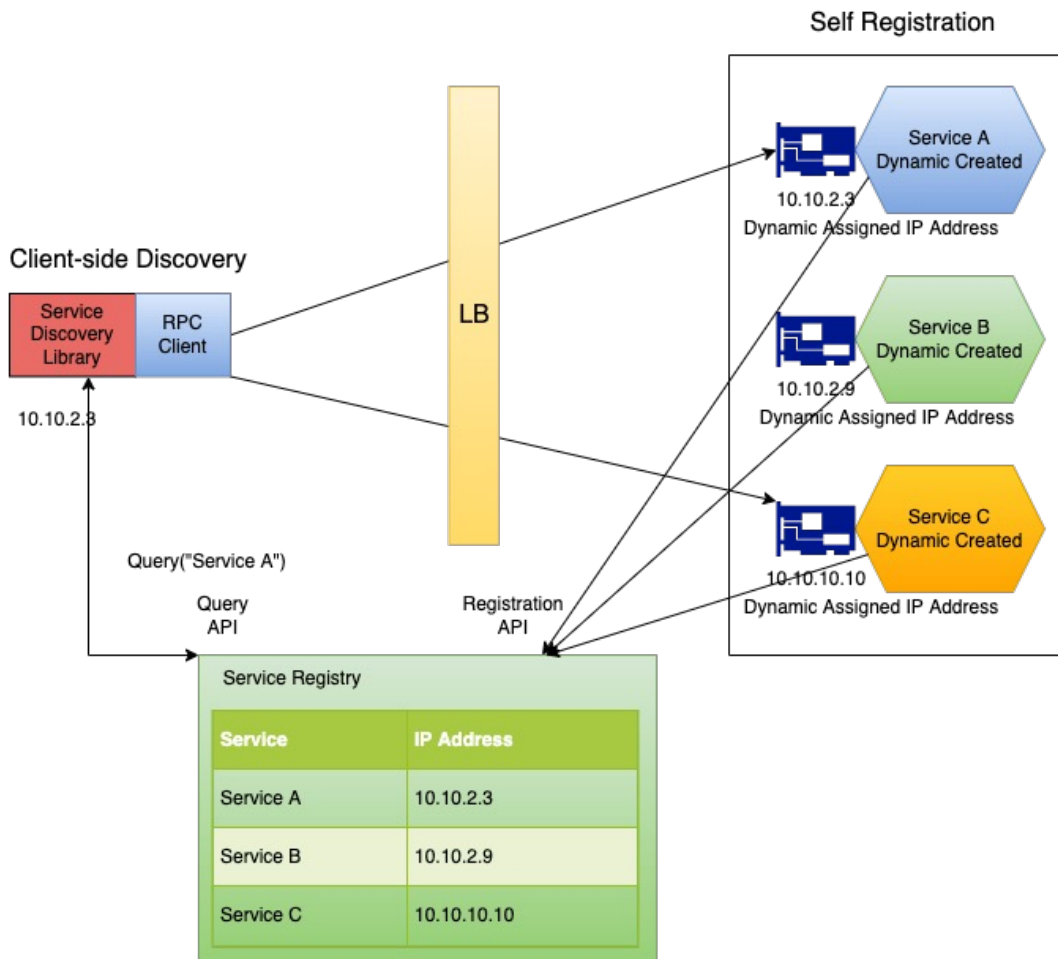 Self Registration
Service A
Dynamic Created
10.10.2.3
Dynamic Assigned IP Address
Client-side Discovery
Service
Discovery
Library
RPC
Client
10.10.2.3
LB
Service B
Dynamic Created
10.10.2.9
Dynamic Assigned IP Address
Service C
Dynamic Created
10.10.10.10
Dynamic Assigned IP Address
Query("Service A")
Query
API
Registration
API
Service Registry
Service IP Address
Service A 10.10.2.3
Service B 10.10.2.9
Service C 10.10.10.10